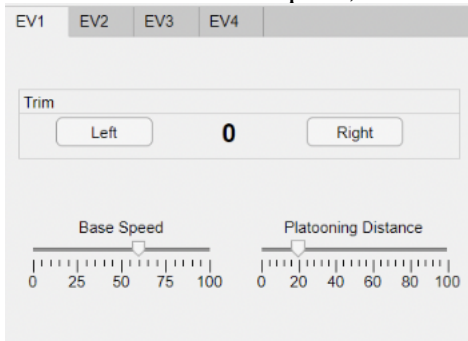 EV1 EV2 EV3 EV4
Trim
Left 0 Right
Base Speed Platooning Distance
0 25 50 75 100 0 20 40 60 80 100